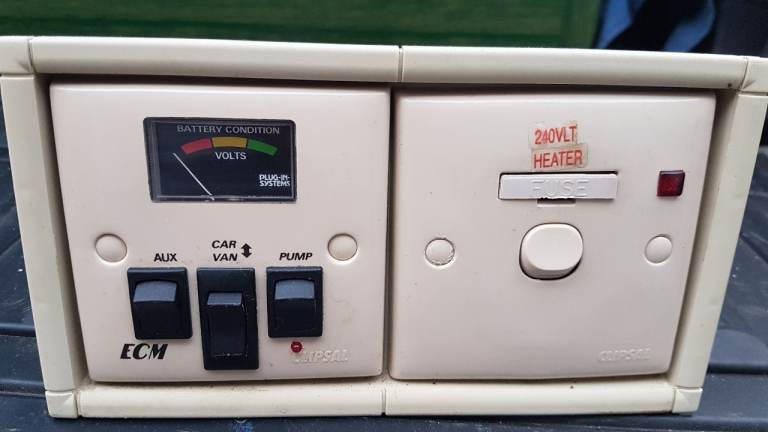 BATTERY CONDITION
VOLTS
PLUG-IN-
SYSTEMS
AUX
CAR
VAN
PUMP
ECM
CLIPSAL
240VLT
HEATER
FUSE
CLIPSAL